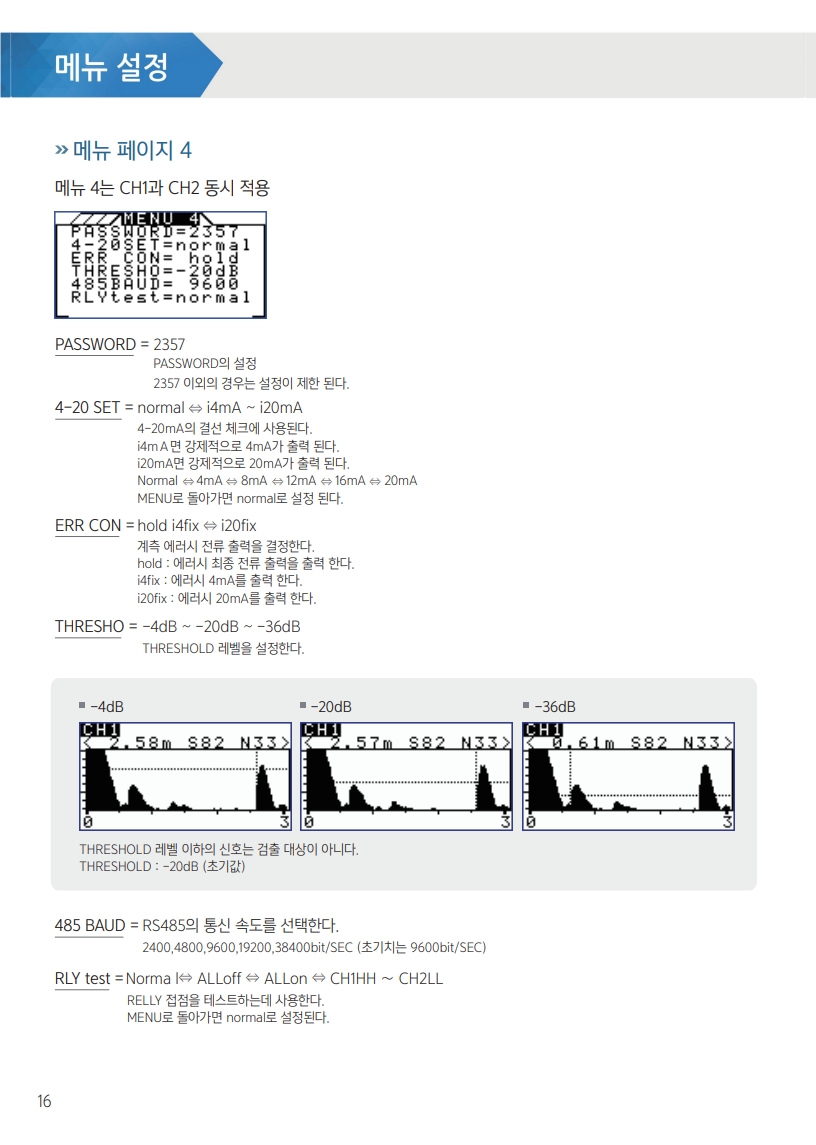 메뉴 설정
» 메뉴 페이지 4
메뉴 4는 CH1과 CH2 동시 적용
MENU 4
PASSWORD=2357
4-20SET=normal
ERR CON= hold
THRESHO=-20dB
485BAUD= 9600
RLYtest=normal
PASSWORD = 2357
PASSWORD의 설정
2357 이외의 경우는 설정이 제한 된다.
4-20 SET = normal ⇔ i4mA ~ i20mA
4-20mA의 결선 체크에 사용된다.
i4m A 면 강제적으로 4mA가 출력 된다.
i20mA면 강제적으로 20mA가 출력 된다.
Normal ⇔ 4mA ⇔ 8mA ⇔ 12mA ⇔ 16mA ⇔ 20mA
MENU로 돌아가면 normal로 설정 된다.
ERR CON = hold i4fix ⇔ i20fix
계측 에러시 전류 출력을 결정한다.
hold : 에러시 최종 전류 출력을 출력 한다.
i4fix : 에러시 4mA를 출력 한다.
i20fix : 에러시 20mA를 출력 한다.
THRESHO = -4dB ~ -20dB ~ -36dB
THRESHOLD 레벨을 설정한다.
■ -4dB
CH1
< 2.58m S82 N33>
0 3
■ -20dB
CH1
< 2.57m S82 N33>
0 3
■ -36dB
CH1
< 0.61m S82 N33>
0 3
THRESHOLD 레벨 이하의 신호는 검출 대상이 아니다.
THRESHOLD : -20dB (초기값)
485 BAUD = RS485의 통신 속도를 선택한다.
2400,4800,9600,19200,38400bit/SEC (초기치는 9600bit/SEC)
RLY test = Norma l⇔ ALLoff ⇔ ALLon ⇔ CH1HH ~ CH2LL
RELLY 접점을 테스트하는데 사용한다.
MENU로 돌아가면 normal로 설정된다.
16